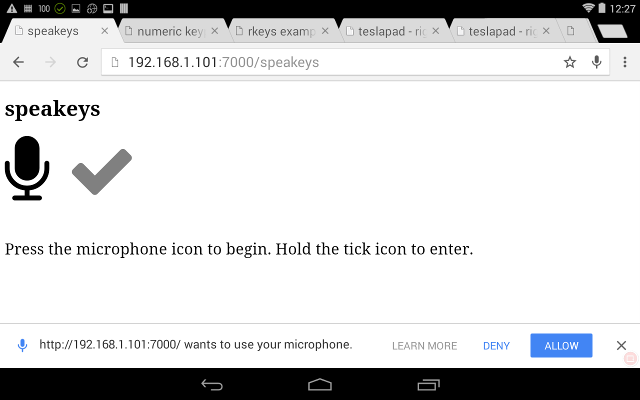 100
12:27
speakeys
numeric key
rkeys examp
teslapad - rig
teslapad - rig
192.168.1.101:7000/speakeys
speakeys
Press the microphone icon to begin. Hold the tick icon to enter.
http://192.168.1.101:7000/ wants to use your microphone.
LEARN MORE
DENY
ALLOW